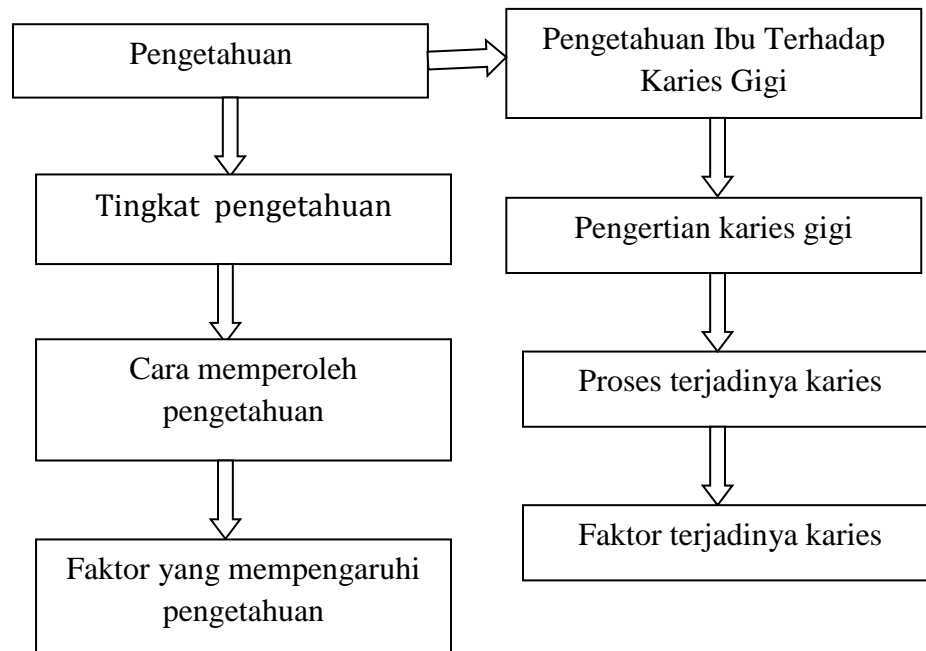 Pengetahuan
Pengetahuan Ibu Terhadap
Karies Gigi
Tingkat pengetahuan
Pengertian karies gigi
Cara memperoleh
pengetahuan
Proses terjadinya karies
Faktor terjadinya karies
Faktor yang mempengaruhi
pengetahuan